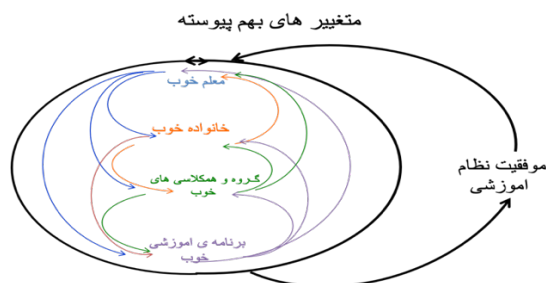 متغییر های بهم پیوسته
معلم خوب
خانواده خوب
گروه و همکلاسی های
خوب
برنامه ی اموزشی
خوب
موفقیت نظام
اموزشی